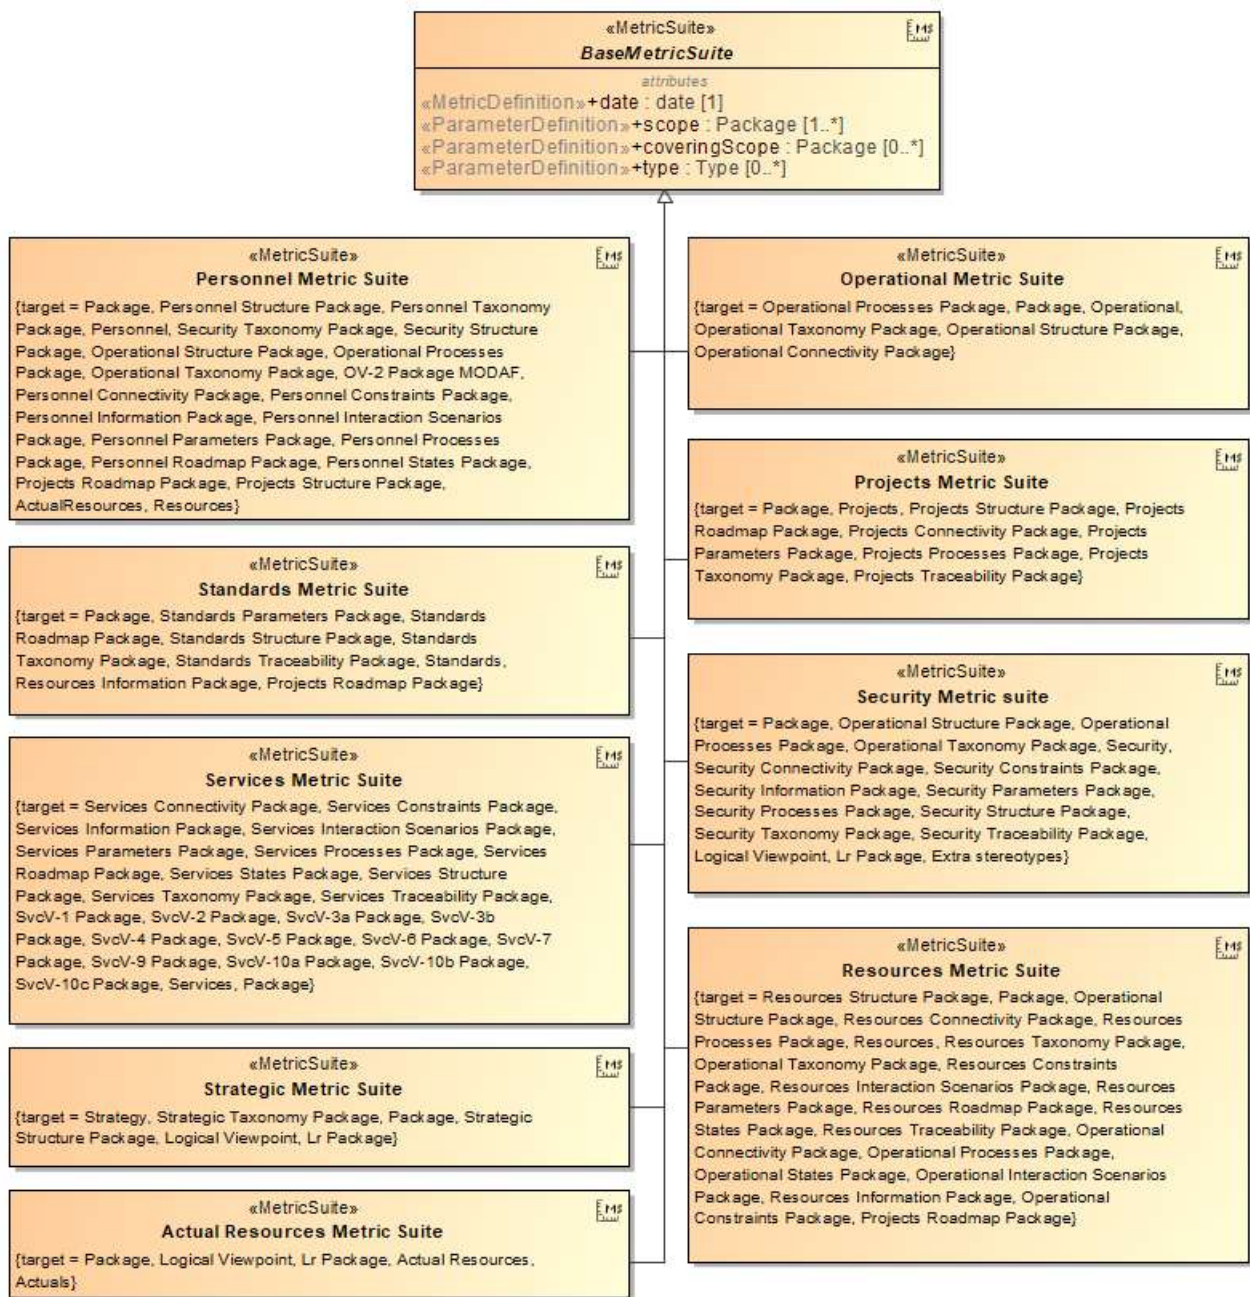 «MetricSuite»
BaseMetricSuite
attributes
«MetricDefinition»+date : date [1]
«ParameterDefinition»+scope : Package [1..*]
«ParameterDefinition»+coveringScope : Package [0..*]
«ParameterDefinition»+type : Type [0..*]
«MetricSuite»
Personnel Metric Suite
{target = Package, Personnel Structure Package, Personnel Taxonomy
Package, Personnel, Security Taxonomy Package, Security Structure
Package, Operational Structure Package, Operational Processes
Package, Operational Taxonomy Package, OV-2 Package MODAF,
Personnel Connectivity Package, Personnel Constraints Package,
Personnel Information Package, Personnel Interaction Scenarios
Package, Personnel Parameters Package, Personnel Processes
Package, Personnel Roadmap Package, Personnel States Package,
Projects Roadmap Package, Projects Structure Package,
ActualResources, Resources}
«MetricSuite»
Standards Metric Suite
{target = Package, Standards Parameters Package, Standards
Roadmap Package, Standards Structure Package, Standards
Taxonomy Package, Standards Traceability Package, Standards,
Resources Information Package, Projects Roadmap Package}
«MetricSuite»
Services Metric Suite
{target = Services Connectivity Package, Services Constraints Package,
Services Information Package, Services Interaction Scenarios Package,
Services Parameters Package, Services Processes Package, Services
Roadmap Package, Services States Package, Services Structure
Package, Services Taxonomy Package, Services Traceability Package,
SvcV-1 Package, SvcV-2 Package, SvcV-3a Package, SvcV-3b
Package, SvcV-4 Package, SvcV-5 Package, SvcV-6 Package, SvcV-7
Package, SvcV-9 Package, SvcV-10a Package, SvcV-10b Package,
SvcV-10c Package, Services, Package}
«MetricSuite»
Strategic Metric Suite
{target = Strategy, Strategic Taxonomy Package, Package, Strategic
Structure Package, Logical Viewpoint, Lr Package}
«MetricSuite»
Actual Resources Metric Suite
{target = Package, Logical Viewpoint, Lr Package, Actual Resources,
Actuals}
«MetricSuite»
Operational Metric Suite
{target = Operational Processes Package, Package, Operational,
Operational Taxonomy Package, Operational Structure Package,
Operational Connectivity Package}
«MetricSuite»
Projects Metric Suite
{target = Package, Projects, Projects Structure Package, Projects
Roadmap Package, Projects Connectivity Package, Projects
Parameters Package, Projects Processes Package, Projects
Taxonomy Package, Projects Traceability Package}
«MetricSuite»
Security Metric suite
{target = Package, Operational Structure Package, Operational
Processes Package, Operational Taxonomy Package, Security,
Security Connectivity Package, Security Constraints Package,
Security Information Package, Security Parameters Package,
Security Processes Package, Security Structure Package,
Security Taxonomy Package, Security Traceability Package,
Logical Viewpoint, Lr Package, Extra stereotypes}
«MetricSuite»
Resources Metric Suite
{target = Resources Structure Package, Package, Operational
Structure Package, Resources Connectivity Package, Resources
Processes Package, Resources, Resources Taxonomy Package,
Operational Taxonomy Package, Resources Constraints
Package, Resources Interaction Scenarios Package, Resources
Parameters Package, Resources Roadmap Package, Resources
States Package, Resources Traceability Package, Operational
Connectivity Package, Operational Processes Package,
Operational States Package, Operational Interaction Scenarios
Package, Resources Information Package, Operational
Constraints Package, Projects Roadmap Package}